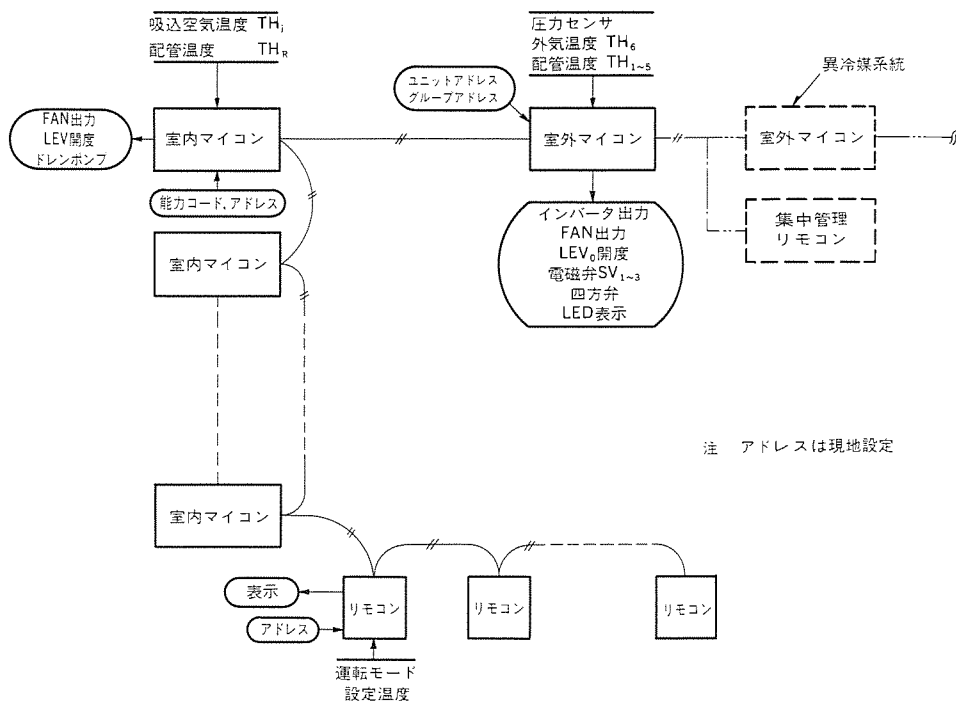 吸込空気温度 THi
配管温度 THR
圧力センサ
外気温度 TH6
配管温度 TH1~5
異冷媒系統
ユニットアドレス
グループアドレス
FAN出力
LEV開度
ドレンポンプ
室内マイコン
室外マイコン
室外マイコン
能力コード,アドレス
集中管理
リモコン
室内マイコン
インバータ出力
FAN出力
LEV0開度
電磁弁SV1~3
四方弁
LED表示
注 アドレスは現地設定
室内マイコン
表示
アドレス
リモコン
リモコン
リモコン
運転モード
設定温度